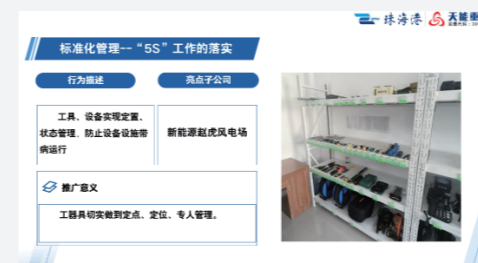 珠海港 天能重
标准化管理--“5S”工作的落实
行为描述
亮点子公司
工具、设备实现定置、
状态管理，防止设备设施带
病运行
新能源赵虎风电场
推广意义
工器具切实做到定点、定位、专人管理。